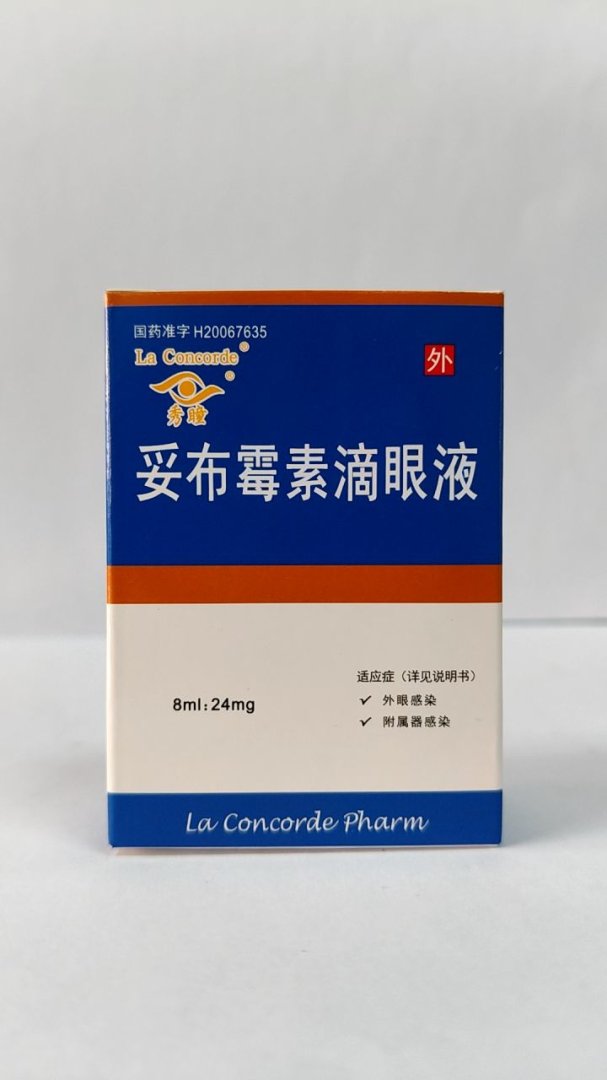 国药准字 H20067635
La Concorde®
®
外
秀瞳
妥布霉素滴眼液
适应症（详见说明书）
8ml:24mg
✓ 外眼感染
✓ 附属器感染
La Concorde Pharm